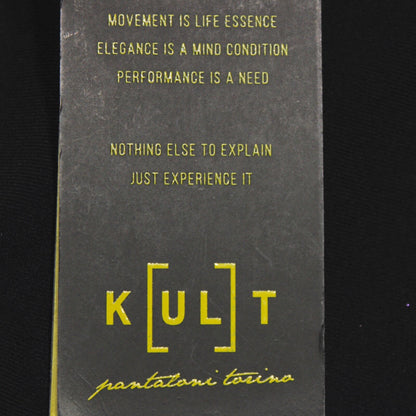 MOVEMENT IS LIFE ESSENCE
ELEGANCE IS A MIND CONDITION
PERFORMANCE IS A NEED
NOTHING ELSE TO EXPLAIN
JUST EXPERIENCE IT
K[UL]T
pantaloni torino